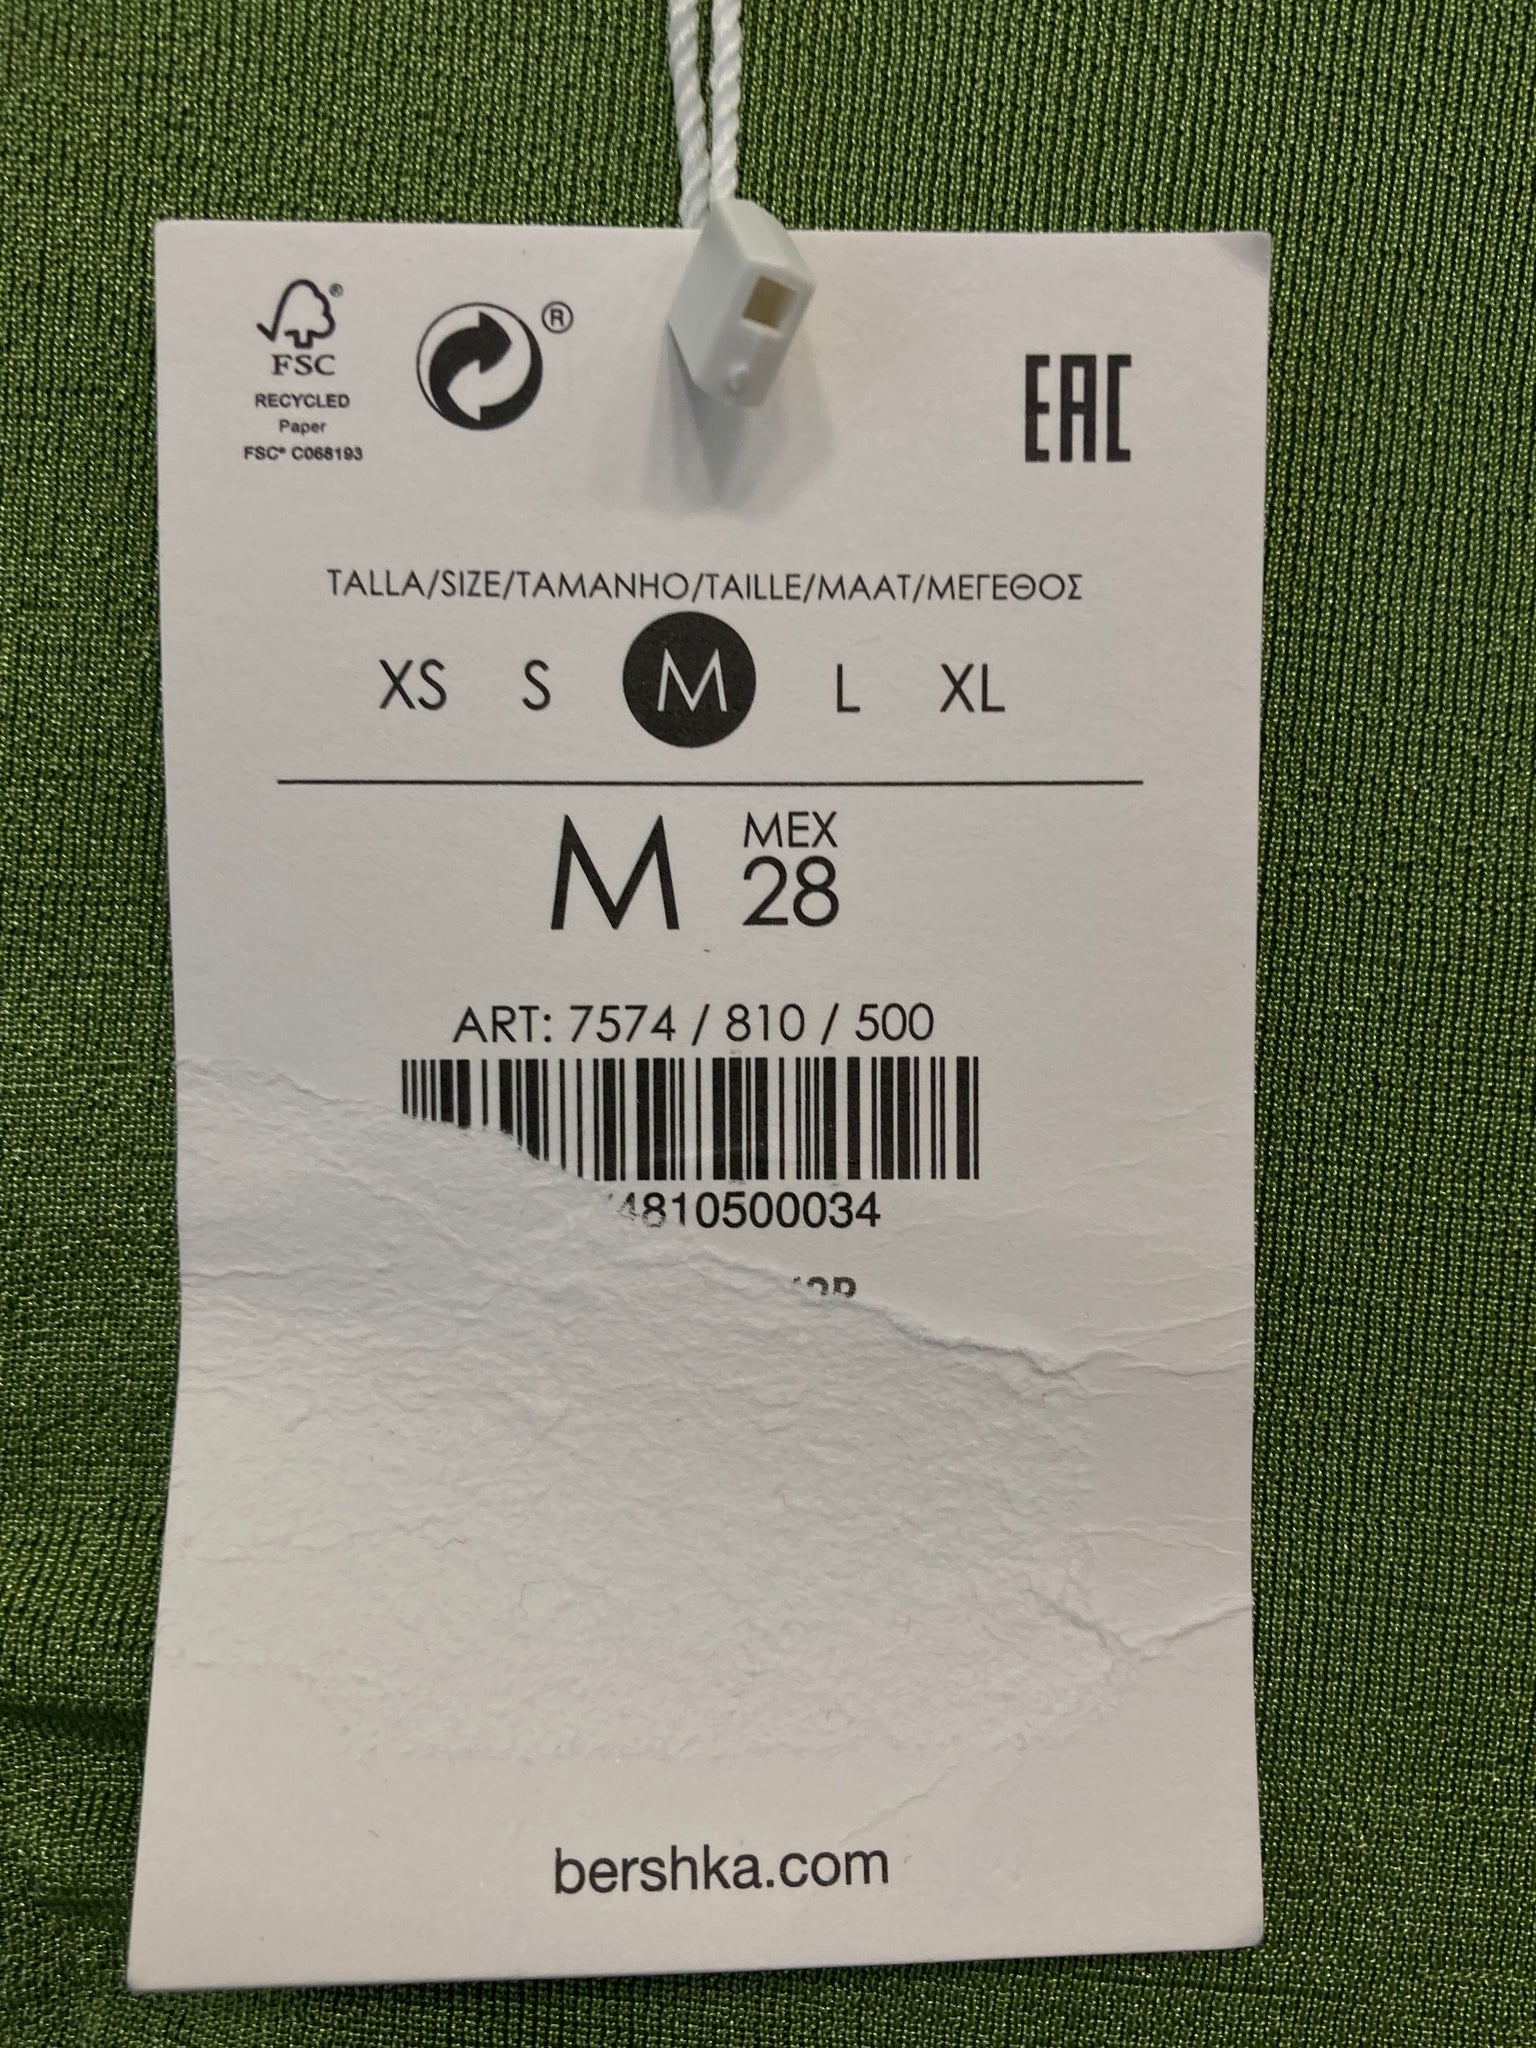 FSC®
RECYCLED
Paper
FSC® C068193
®
EAC
TALLA/SIZE/TAMANHO/TAILLE/MAAT/ΜΕΓΕΘΟΣ
XS S M L XL
M MEX 28
ART: 7574 / 810 / 500
4810500034
bershka.com